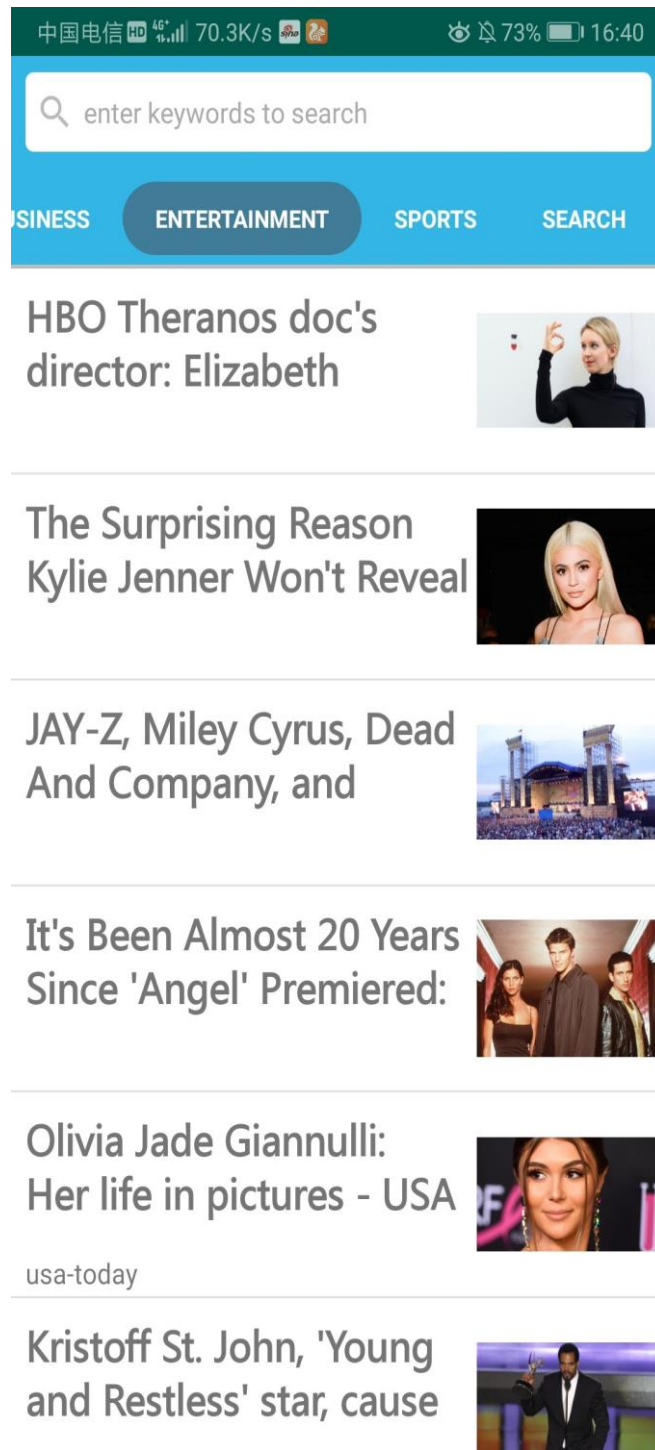 中国电信 HD 4G+ 70.3K/s 73% 16:40
enter keywords to search
USINESS ENTERTAINMENT SPORTS SEARCH
HBO Theranos doc's
director: Elizabeth
The Surprising Reason
Kylie Jenner Won't Reveal
JAY-Z, Miley Cyrus, Dead
And Company, and
It's Been Almost 20 Years
Since 'Angel' Premiered:
Olivia Jade Giannulli:
Her life in pictures - USA
usa-today
Kristoff St. John, 'Young
and Restless' star, cause